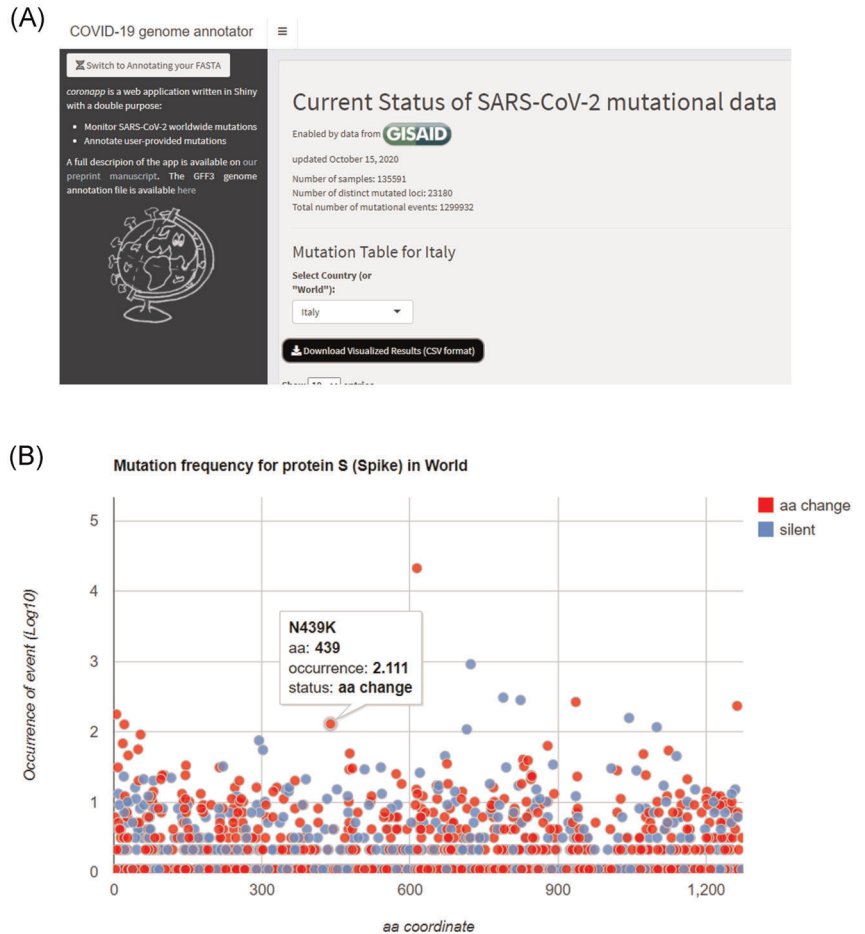 (A)
COVID-19 genome annotator
Switch to Annotating your FASTA
coronapp is a web application written in Shiny
with a double purpose:
Monitor SARS-CoV-2 worldwide mutations
Annotate user-provided mutations
A full descripion of the app is available on our
preprint manuscript. The GFF3 genome
annotation file is available here
Current Status of SARS-CoV-2 mutational data
Enabled by data from GISAID
updated October 15, 2020
Number of samples: 135591
Number of distinct mutated loci: 23180
Total number of mutational events: 1299932
Mutation Table for Italy
Select Country (or
"World"):
Italy
Download Visualized Results (CSV format)
Show 10 entries
(B)
Mutation frequency for protein S (Spike) in World
aa change
silent
Occurrence of event (Log10)
5
4
3
2
1
0
N439K
aa: 439
occurrence: 2.111
status: aa change
0 300 600 900 1,200
aa coordinate